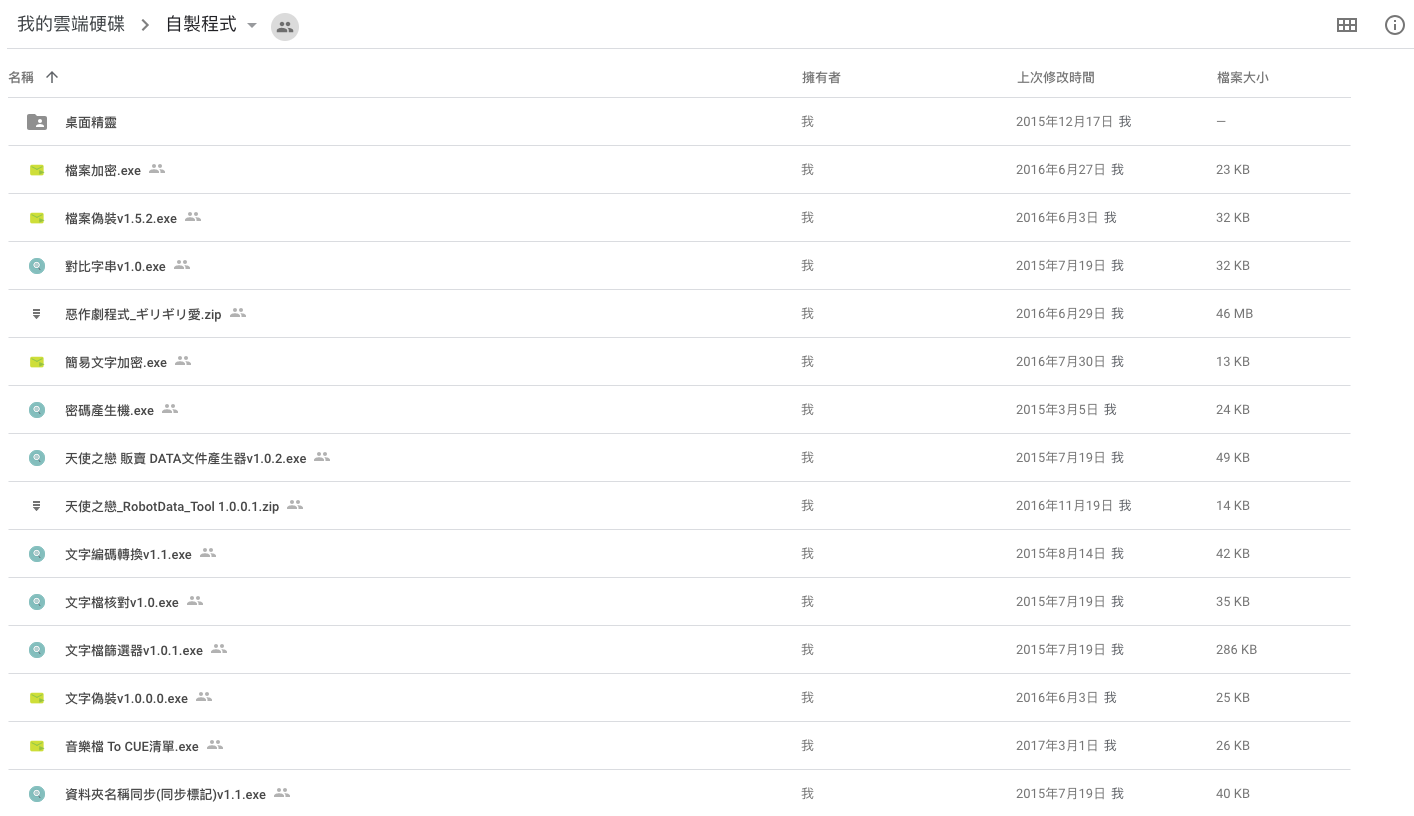 我的雲端硬碟 > 自製程式
名稱 ↑ 擁有者 上次修改時間 檔案大小
桌面精靈 我 2015年12月17日 我 —
檔案加密.exe 我 2016年6月27日 我 23 KB
檔案偽裝v1.5.2.exe 我 2016年6月3日 我 32 KB
對比字串v1.0.exe 我 2015年7月19日 我 32 KB
惡作劇程式_ギリギリ愛.zip 我 2016年6月29日 我 46 MB
簡易文字加密.exe 我 2016年7月30日 我 13 KB
密碼產生機.exe 我 2015年3月5日 我 24 KB
天使之戀 販賣 DATA文件產生器v1.0.2.exe 我 2015年7月19日 我 49 KB
天使之戀_RobotData_Tool 1.0.0.1.zip 我 2016年11月19日 我 14 KB
文字編碼轉換v1.1.exe 我 2015年8月14日 我 42 KB
文字檔核對v1.0.exe 我 2015年7月19日 我 35 KB
文字檔篩選器v1.0.1.exe 我 2015年7月19日 我 286 KB
文字偽裝v1.0.0.0.exe 我 2016年6月3日 我 25 KB
音樂檔 To CUE清單.exe 我 2017年3月1日 我 26 KB
資料夾名稱同步(同步標記)v1.1.exe 我 2015年7月19日 我 40 KB